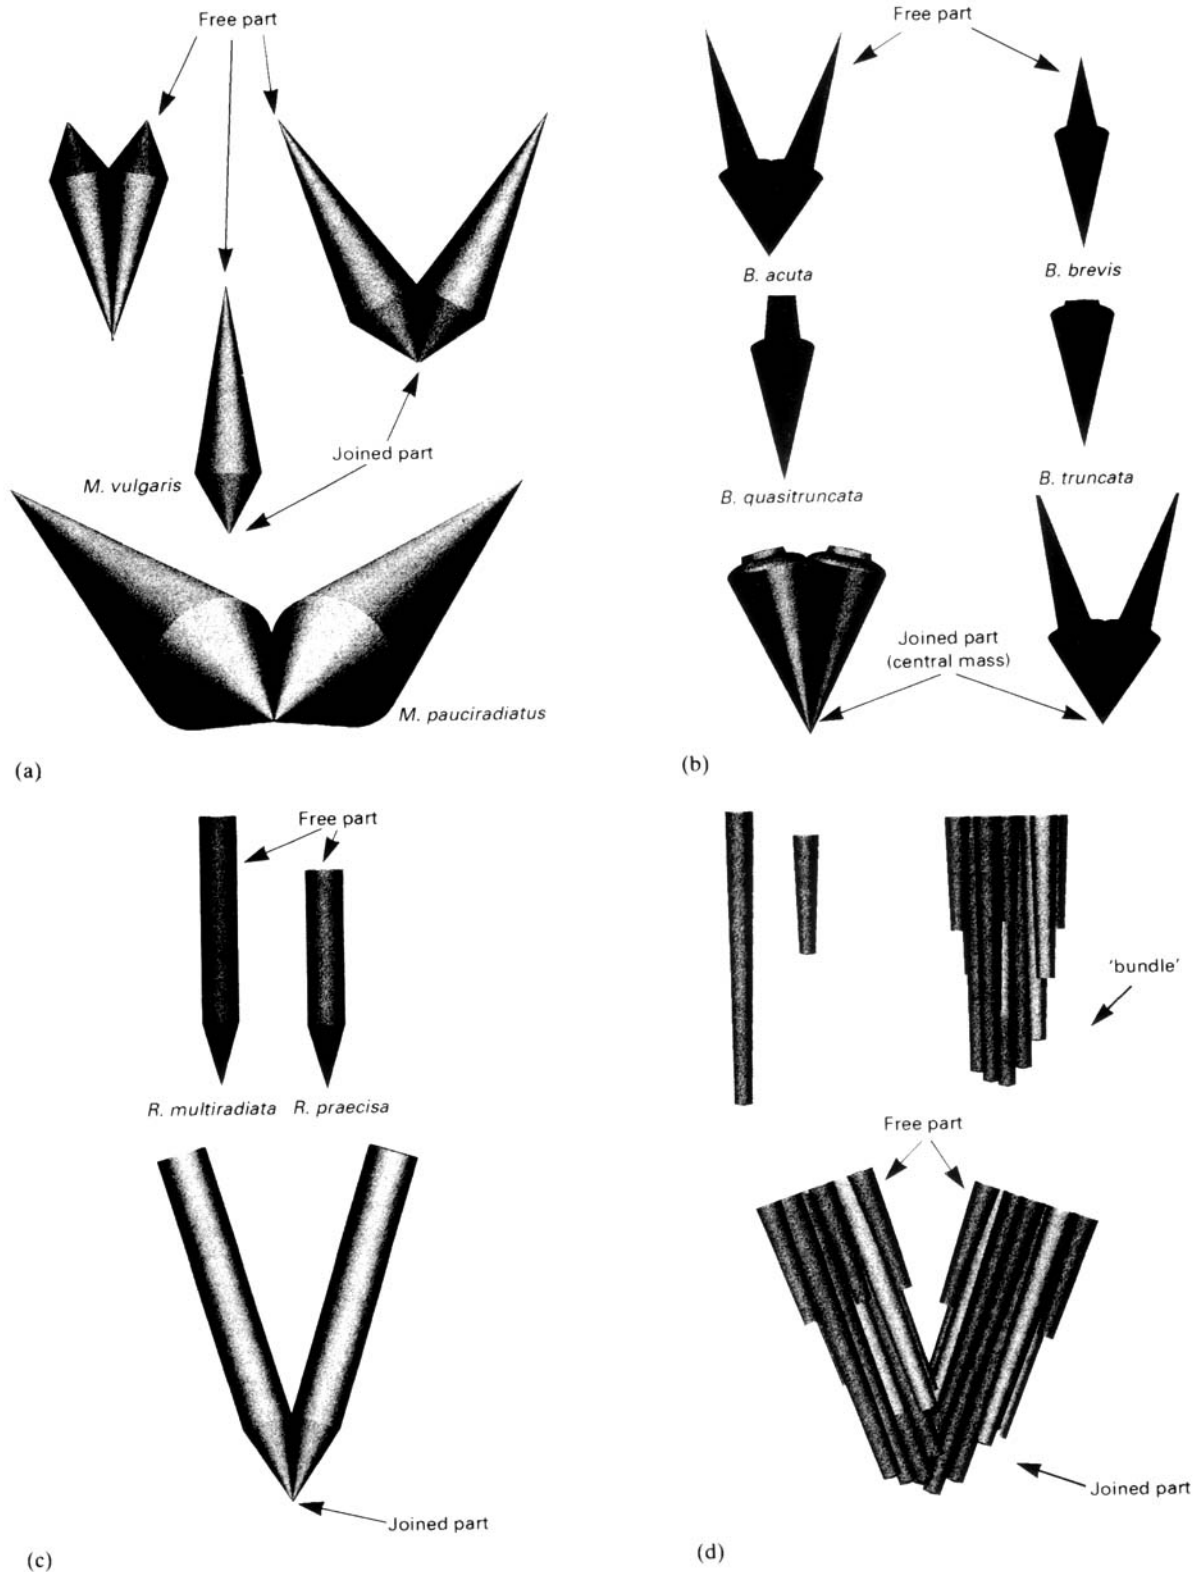 Free part
Joined part
M. vulgaris
M. pauciradiatus
(a)
Free part
B. acuta
B. brevis
B. quasitruncata
B. truncata
Joined part
(central mass)
(b)
Free part
R. multiradiata
R. praecisa
Joined part
(c)
'bundle'
Free part
Joined part
(d)